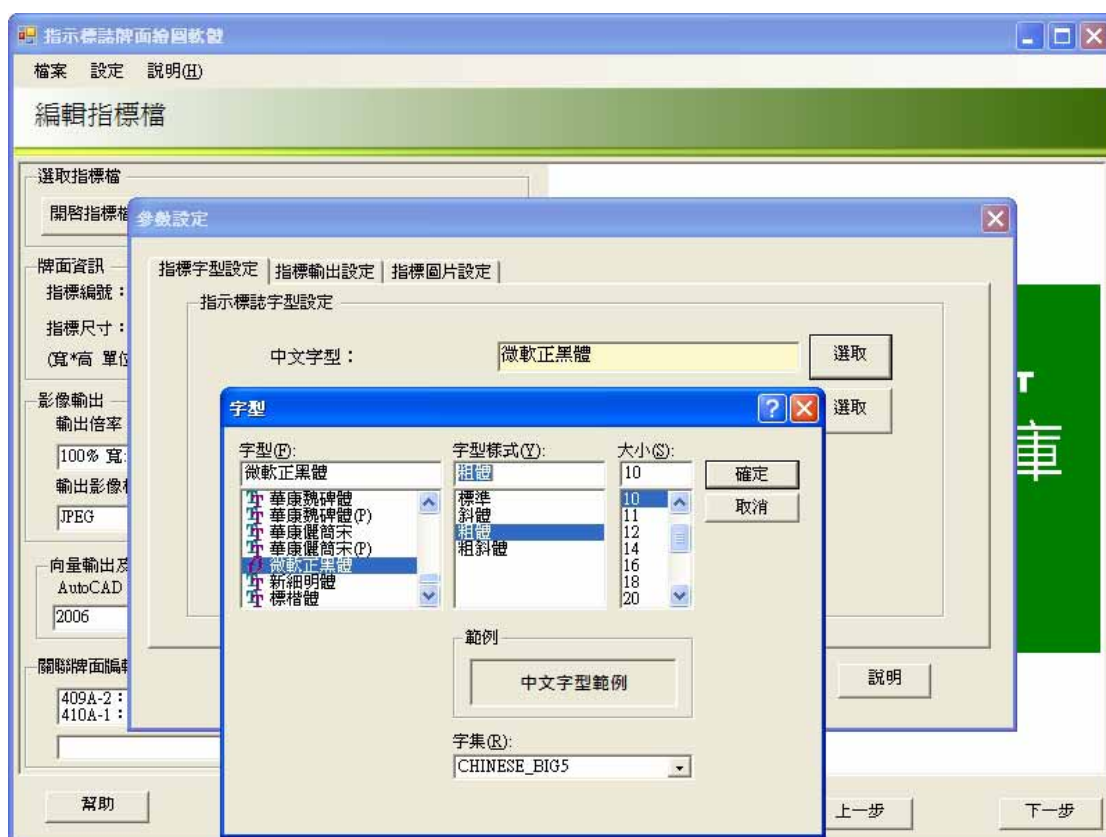 指示標誌牌面繪圖軟體
檔案 設定 說明(H)
編輯指標檔
選取指標檔
開啓指標檔
參數設定
牌面資訊
指標編號：
指標尺寸：
(寬*高 單位
指標字型設定 指標輸出設定 指標圖片設定
指示標誌字型設定
中文字型： 微軟正黑體 選取
選取
影像輸出
輸出倍率
100% 寬:
輸出影像格
JPEG
T
庫
字型
字型(F): 字型樣式(Y): 大小(S):
微軟正黑體 粗體 10 確定
取消
華康魏碑體
華康魏碑體(P)
華康儷簡宋
華康儷簡宋(P)
微軟正黑體
新細明體
標楷體
標準
斜體
粗體
粗斜體
10
11
12
14
16
18
20
範例
中文字型範例
字集(R):
CHINESE_BIG5
向量輸出及
AutoCAD
2006
關聯牌面編輯
409A-2：
410A-1：
說明
幫助 上一步 下一步